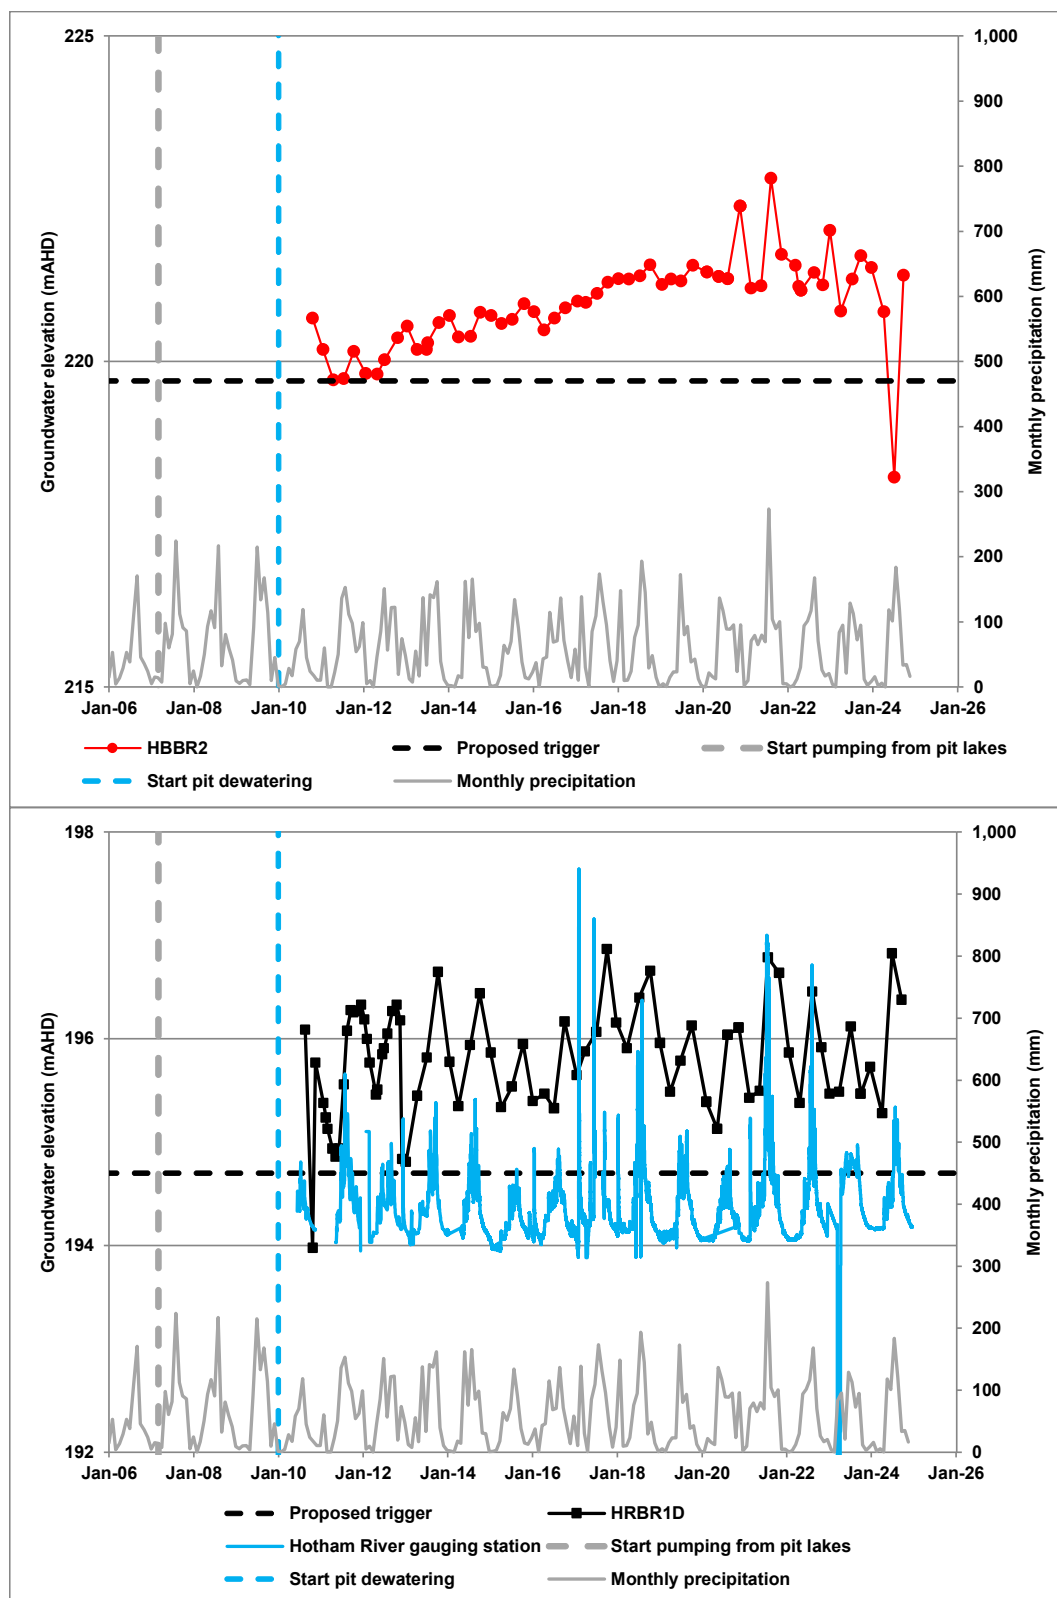 225
220
215
Groundwater elevation (mAHD)
1,000
900
800
700
600
500
400
300
200
100
0
Monthly precipitation (mm)
Jan-06 Jan-08 Jan-10 Jan-12 Jan-14 Jan-16 Jan-18 Jan-20 Jan-22 Jan-24 Jan-26
HBBR2 Proposed trigger Start pumping from pit lakes
Start pit dewatering Monthly precipitation
198
196
194
192
Groundwater elevation (mAHD)
1,000
900
800
700
600
500
400
300
200
100
0
Monthly precipitation (mm)
Jan-06 Jan-08 Jan-10 Jan-12 Jan-14 Jan-16 Jan-18 Jan-20 Jan-22 Jan-24 Jan-26
Proposed trigger HRBR1D
Hotham River gauging station Start pumping from pit lakes
Start pit dewatering Monthly precipitation